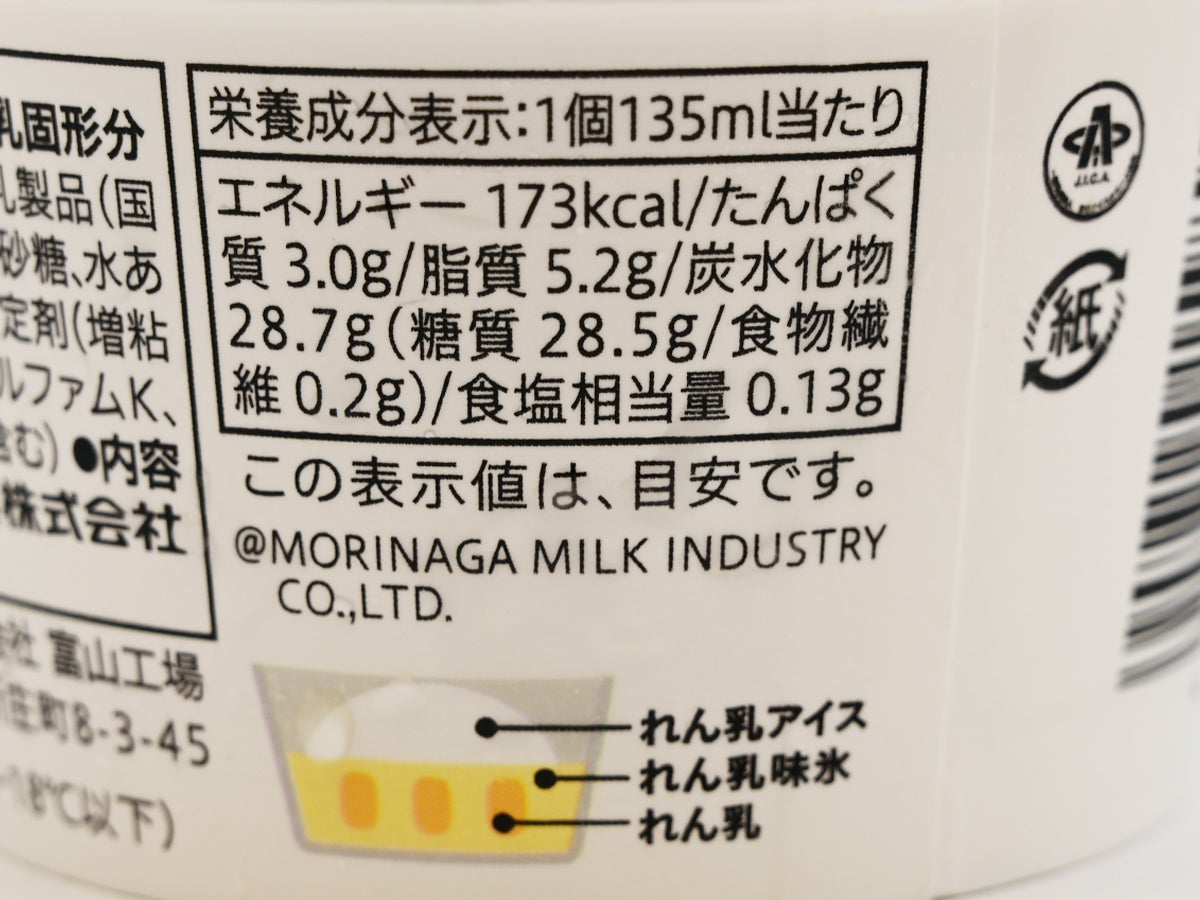 乳固形分
乳製品(国
砂糖、水あ
定剤(増粘
ルファムK、
含む) ●内容
株式会社
会社 富山工場
荘町8-3-45
-18℃以下)
栄養成分表示:1個135ml当たり
エネルギー 173kcal/たんぱく
質 3.0g/脂質 5.2g/炭水化物
28.7g(糖質 28.5g/食物繊
維 0.2g)/食塩相当量 0.13g
この表示値は、目安です。
@MORINAGA MILK INDUSTRY
CO.,LTD.
れん乳アイス
れん乳味氷
れん乳
J.I.C.A
紙